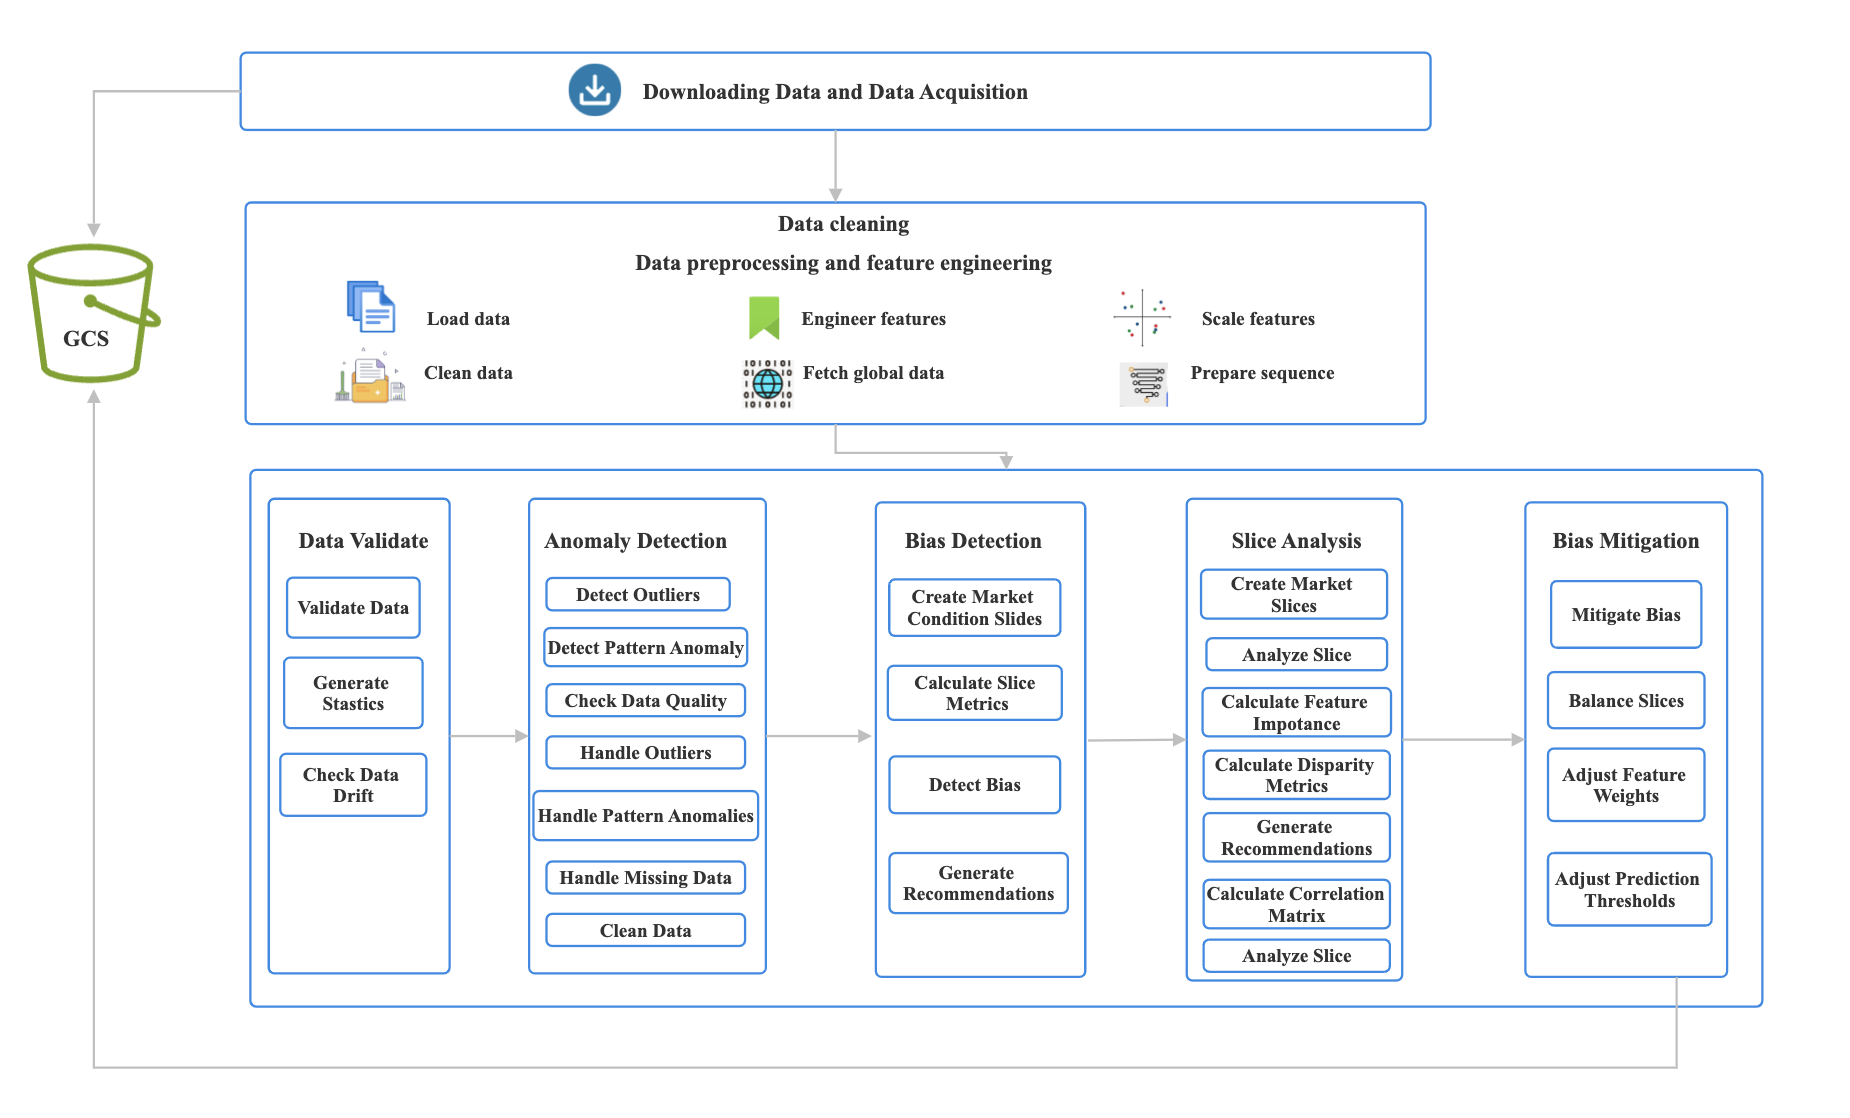 Downloading Data and Data Acquisition
GCS
Data cleaning
Data preprocessing and feature engineering
Load data
Engineer features
Scale features
Clean data
Fetch global data
Prepare sequence
Data Validate
Validate Data
Generate
Stastics
Check Data
Drift
Anomaly Detection
Detect Outliers
Detect Pattern Anomaly
Check Data Quality
Handle Outliers
Handle Pattern Anomalies
Handle Missing Data
Clean Data
Bias Detection
Create Market
Condition Slides
Calculate Slice
Metrics
Detect Bias
Generate
Recommendations
Slice Analysis
Create Market
Slices
Analyze Slice
Calculate Feature
Impotance
Calculate Disparity
Metrics
Generate
Recommendations
Calculate Correlation
Matrix
Analyze Slice
Bias Mitigation
Mitigate Bias
Balance Slices
Adjust Feature
Weights
Adjust Prediction
Thresholds